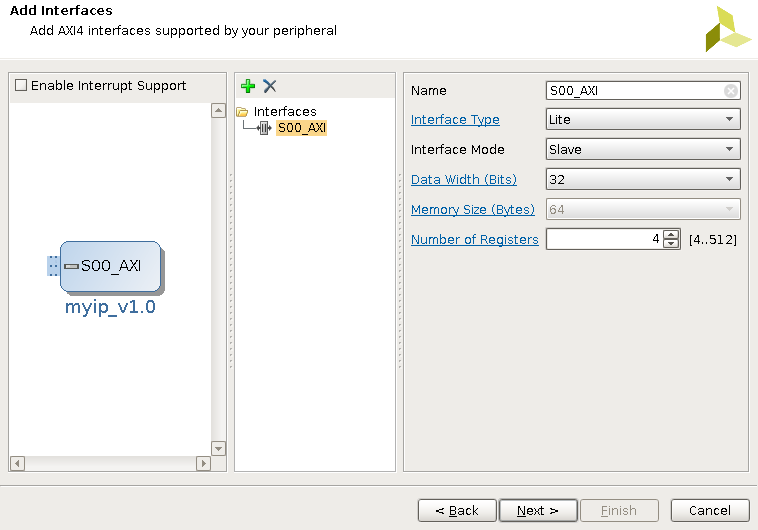 Add Interfaces
Add AXI4 interfaces supported by your peripheral
Enable Interrupt Support
S00_AXI
myip_v1.0
Interfaces
S00_AXI
Name S00_AXI
Interface Type Lite
Interface Mode Slave
Data Width (Bits) 32
Memory Size (Bytes) 64
Number of Registers 4 [4..512]
< Back Next > Finish Cancel